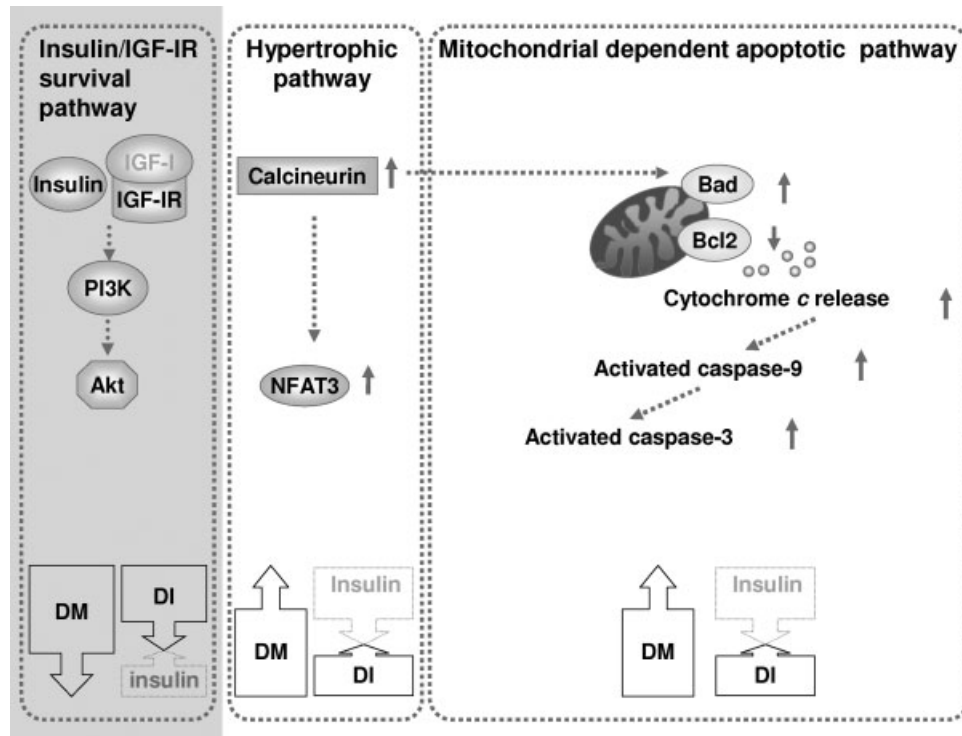 Insulin/IGF-IR
survival
pathway
IGF-I
Insulin
IGF-IR
PI3K
Akt
DM
DI
insulin
Hypertrophic
pathway
Calcineurin
NFAT3
Insulin
DM
DI
Mitochondrial dependent apoptotic pathway
Bad
Bcl2
Cytochrome c release
Activated caspase-9
Activated caspase-3
Insulin
DM
DI